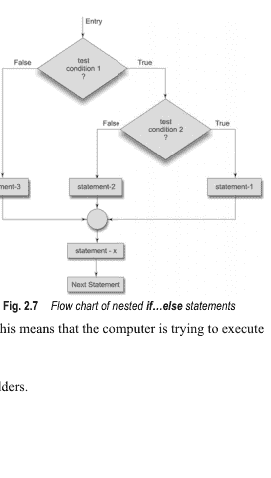 Entry
test
condition 1
?
False
True
test
condition 2
?
False
True
ment-3
statement-2
statement-1
statement - x
Next Statement
Fig. 2.7 Flow chart of nested if...else statements
his means that the computer is trying to execute
lders.